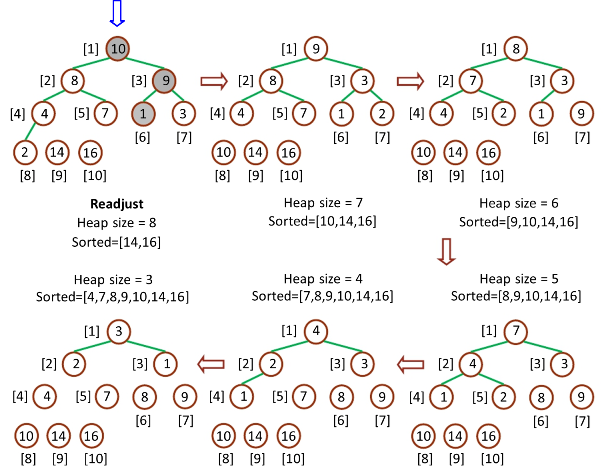 [1] 10
[2] 8 [3] 9
[4] 4 [5] 7 1 3
[6] [7]
2 14 16
[8] [9] [10]
Readjust
Heap size = 8
Sorted=[14,16]
[1] 9
[2] 8 [3] 3
[4] 4 [5] 7 1 2
[6] [7]
10 14 16
[8] [9] [10]
Heap size = 7
Sorted=[10,14,16]
[1] 8
[2] 7 [3] 3
[4] 4 [5] 2 1 9
[6] [7]
10 14 16
[8] [9] [10]
Heap size = 6
Sorted=[9,10,14,16]
Heap size = 5
Sorted=[8,9,10,14,16]
[1] 7
[2] 4 [3] 3
[4] 1 [5] 2 8 9
[6] [7]
10 14 16
[8] [9] [10]
Heap size = 4
Sorted=[7,8,9,10,14,16]
[1] 4
[2] 2 [3] 3
[4] 1 [5] 7 8 9
[6] [7]
10 14 16
[8] [9] [10]
Heap size = 3
Sorted=[4,7,8,9,10,14,16]
[1] 3
[2] 2 [3] 1
[4] 4 [5] 7 8 9
[6] [7]
10 14 16
[8] [9] [10]